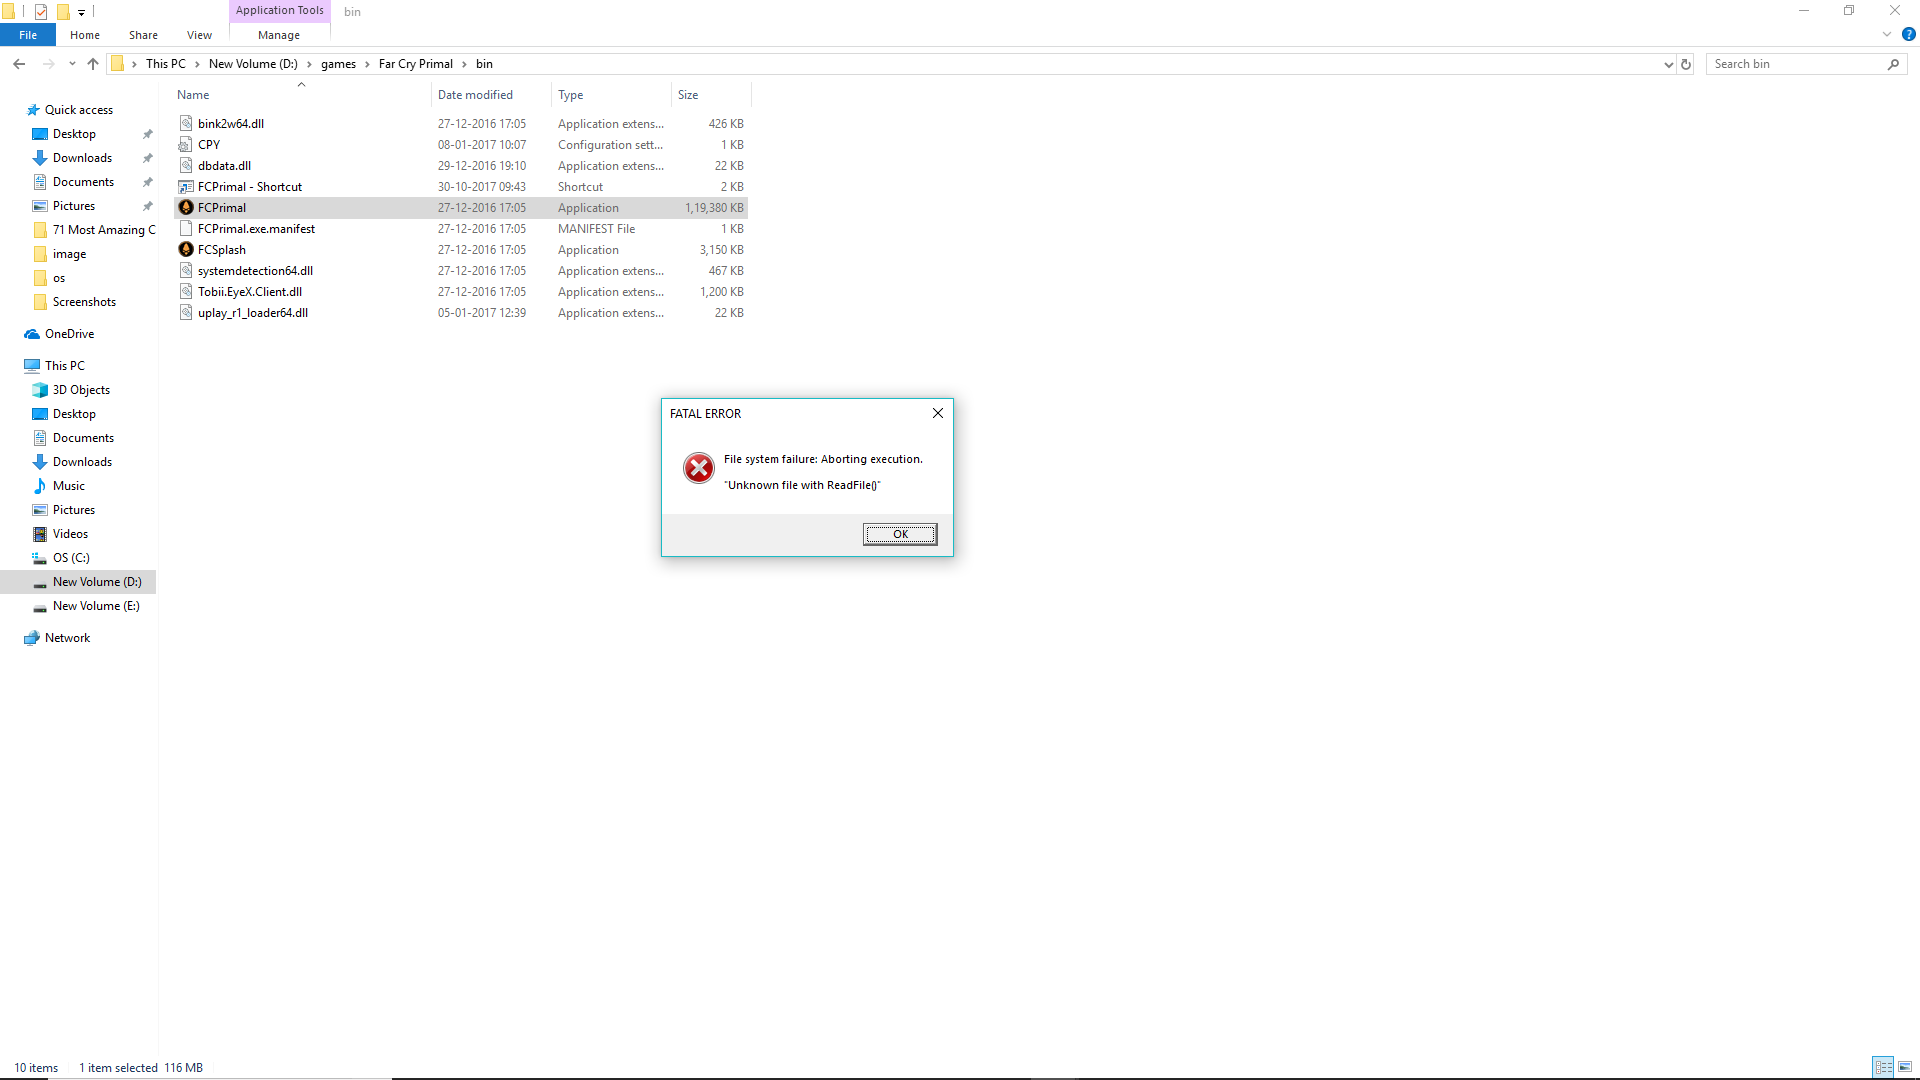 Application Tools
bin
File
Home
Share
View
Manage
This PC
New Volume (D:)
games
Far Cry Primal
bin
Search bin
Name
Date modified
Type
Size
bink2w64.dll 27-12-2016 17:05 Application extens... 426 KB
CPY 08-01-2017 10:07 Configuration sett... 1 KB
dbdata.dll 29-12-2016 19:10 Application extens... 22 KB
FCPrimal - Shortcut 30-10-2017 09:43 Shortcut 2 KB
FCPrimal 27-12-2016 17:05 Application 1,19,380 KB
FCPrimal.exe.manifest 27-12-2016 17:05 MANIFEST File 1 KB
FCSplash 27-12-2016 17:05 Application 3,150 KB
systemdetection64.dll 27-12-2016 17:05 Application extens... 467 KB
Tobii.EyeX.Client.dll 27-12-2016 17:05 Application extens... 1,200 KB
uplay_r1_loader64.dll 05-01-2017 12:39 Application extens... 22 KB
Quick access
Desktop
Downloads
Documents
Pictures
71 Most Amazing C
image
os
Screenshots
OneDrive
This PC
3D Objects
Desktop
Documents
Downloads
Music
Pictures
Videos
OS (C:)
New Volume (D:)
New Volume (E:)
Network
FATAL ERROR
File system failure: Aborting execution.
"Unknown file with ReadFile()"
OK
10 items
1 item selected 116 MB